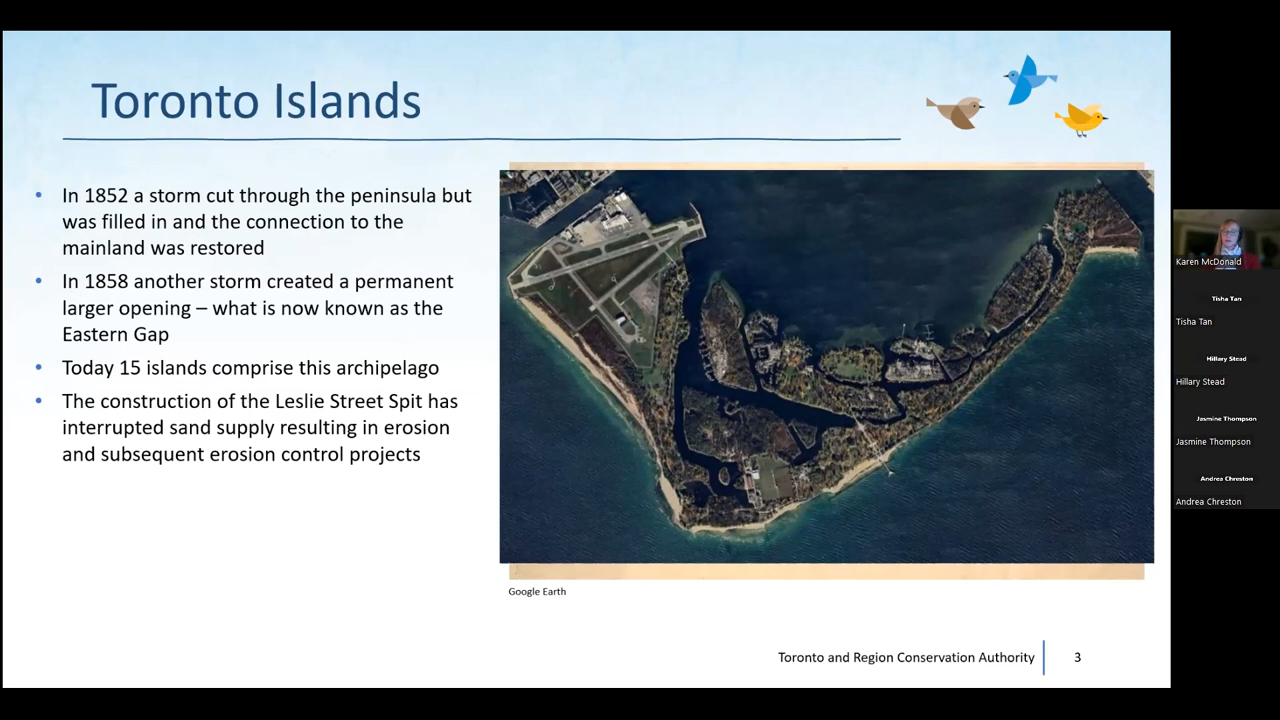 Toronto Islands
• In 1852 a storm cut through the peninsula but
was filled in and the connection to the
mainland was restored
• In 1858 another storm created a permanent
larger opening – what is now known as the
Eastern Gap
• Today 15 islands comprise this archipelago
• The construction of the Leslie Street Spit has
interrupted sand supply resulting in erosion
and subsequent erosion control projects
Google Earth
Toronto and Region Conservation Authority
3
Karen McDonald
Tisha Tan
Tisha Tan
Hillary Stead
Hillary Stead
Jasmine Thompson
Jasmine Thompson
Andrea Chreston
Andrea Chreston